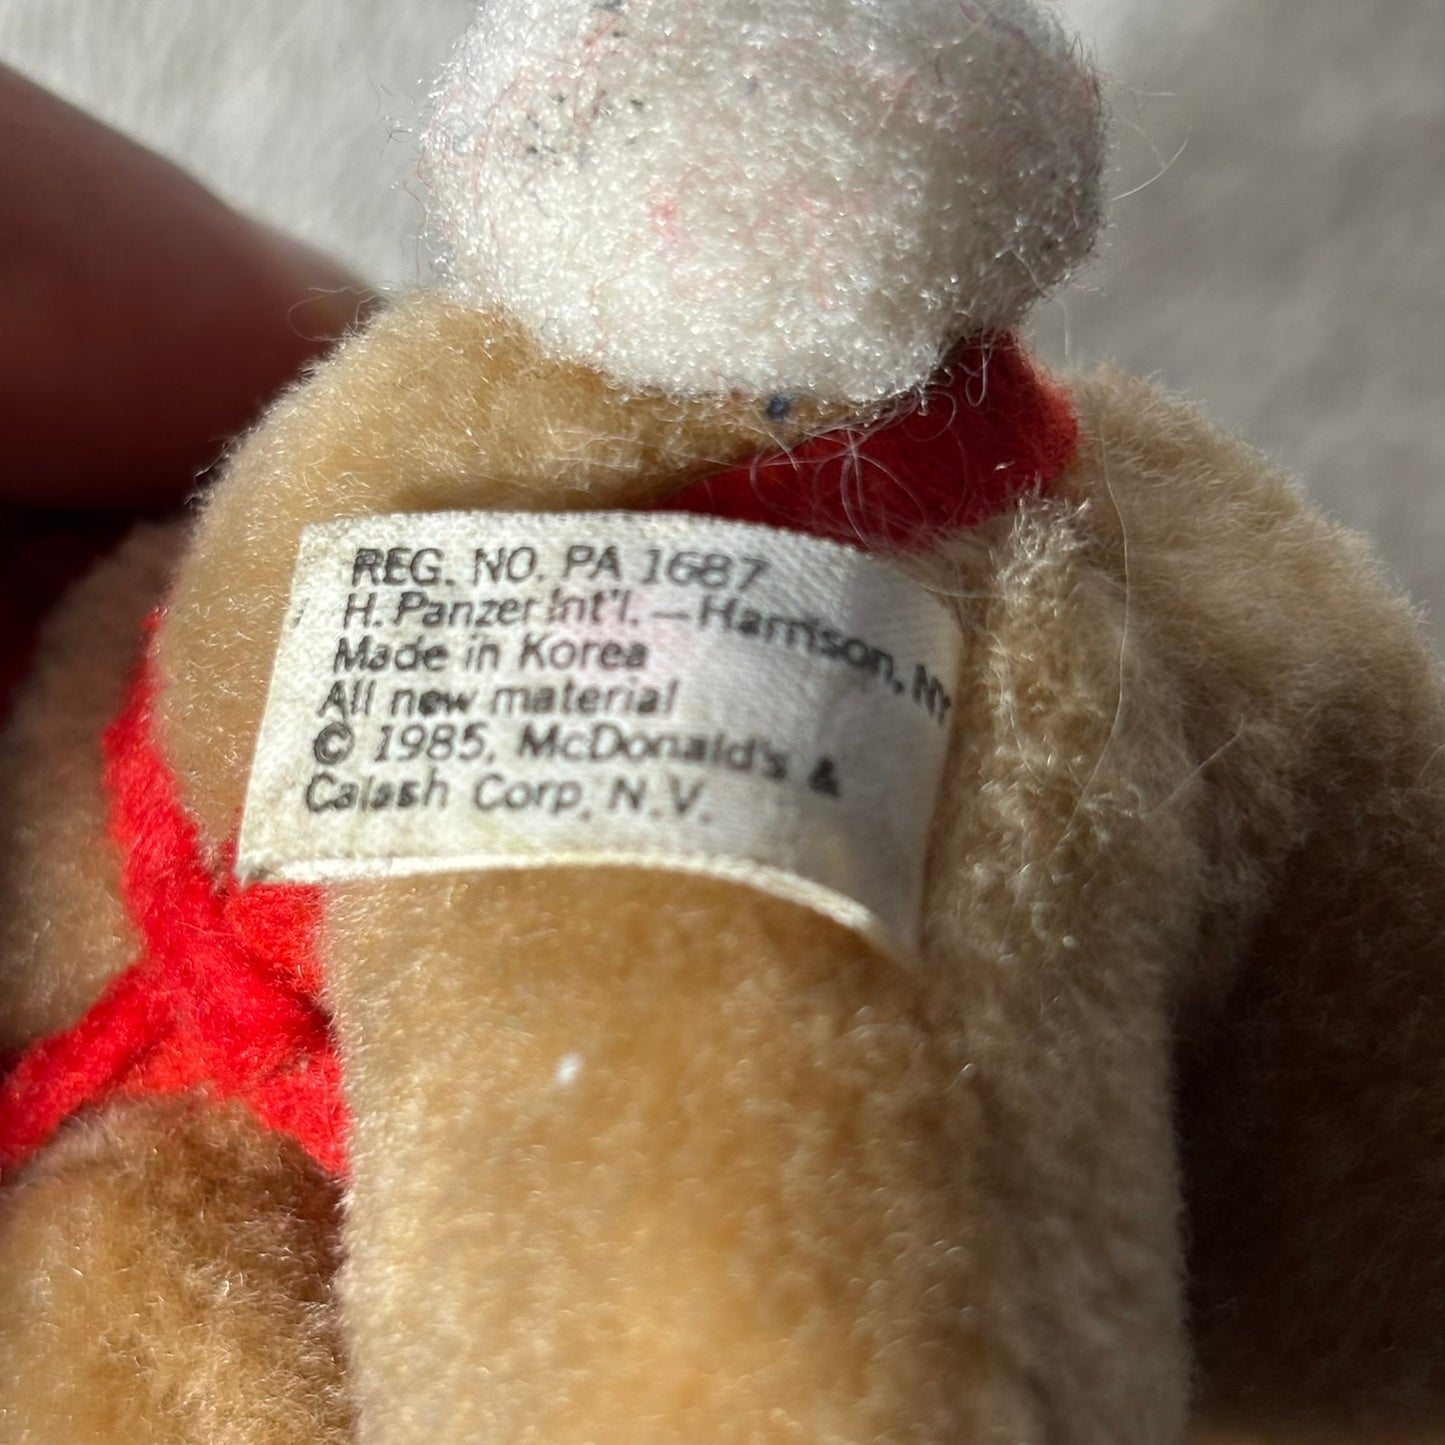 REG. NO. PA 1687
H. Panzer Int'l. — Harrison, NY
Made in Korea
All new material
© 1985, McDonald's &
Calash Corp, N.V.